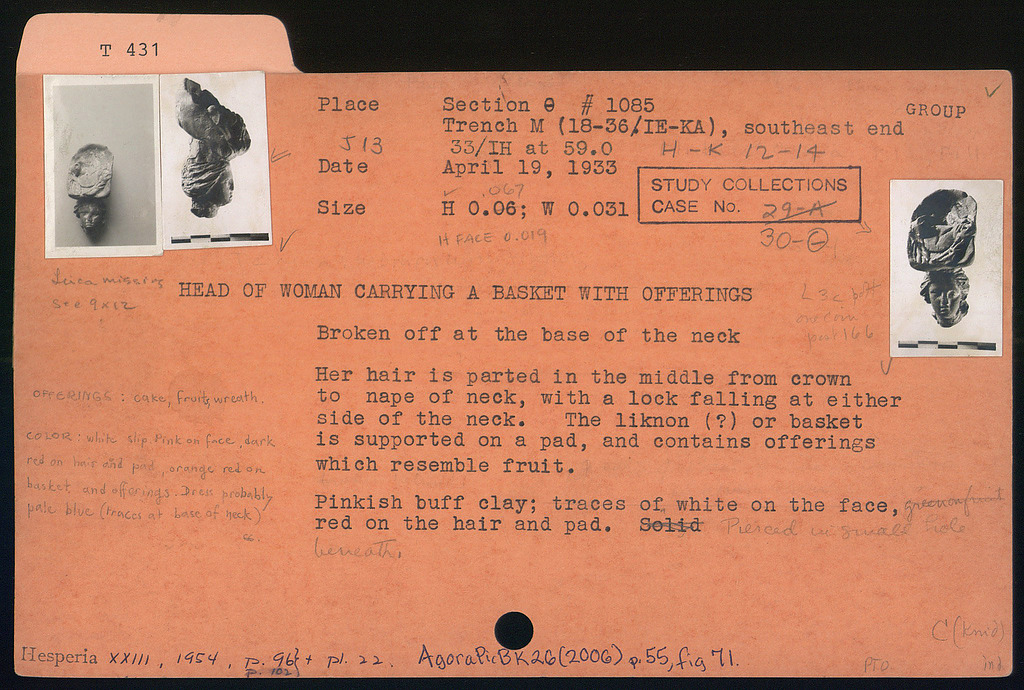 T 431
Place Section θ # 1085 GROUP
Trench M (18-36/IE-KA), southeast end
J 13 33/IH at 59.0 H-K 12-14
Date April 19, 1933
.067
Size H 0.06; W 0.031
H FACE 0.019
STUDY COLLECTIONS
CASE No. 29-A
30-Θ
Leica missing
See 9x12
HEAD OF WOMAN CARRYING A BASKET WITH OFFERINGS
Broken off at the base of the neck
Her hair is parted in the middle from crown
to nape of neck, with a lock falling at either
side of the neck. The liknon (?) or basket
is supported on a pad, and contains offerings
which resemble fruit.
OFFERINGS: cake, fruits, wreath.
COLOR: white slip Pink on face, dark
red on hair and pad, orange red on
basket and offerings. Dress probably
pale blue (traces at base of neck)
Pinkish buff clay; traces of white on the face, green on fruit
red on the hair and pad. Solid Pierced w. small hole
beneath.
C (mid)
Hesperia XXIII, 1954, p. 96 + pl. 22. AgoraPicBK 26 (2006) p. 55, fig 71.
p. 102
PTO